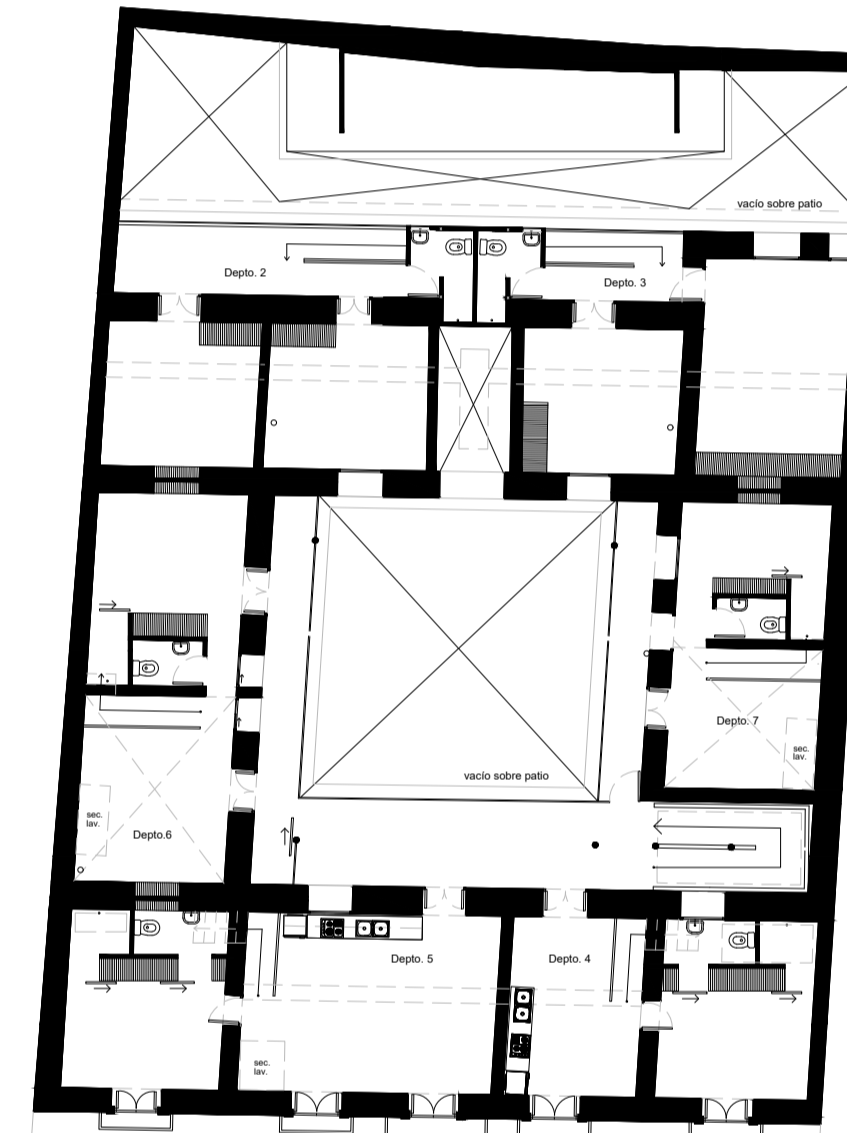 vacío sobre patio
Depto. 2
Depto. 3
Depto. 7
sec.
lav.
vacío sobre patio
sec.
lav.
Depto.6
Depto. 5
Depto. 4
sec.
lav.